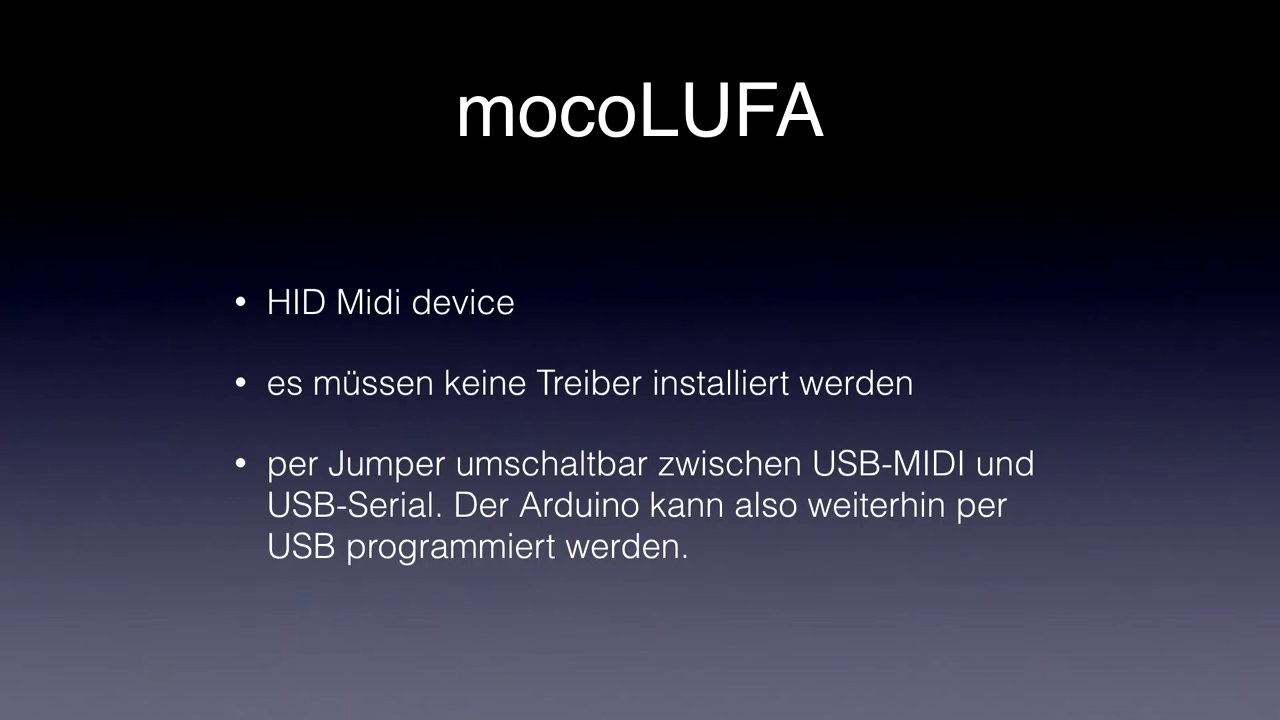 mocoLUFA
• HID Midi device
• es müssen keine Treiber installiert werden
• per Jumper umschaltbar zwischen USB-MIDI und
USB-Serial. Der Arduino kann also weiterhin per
USB programmiert werden.